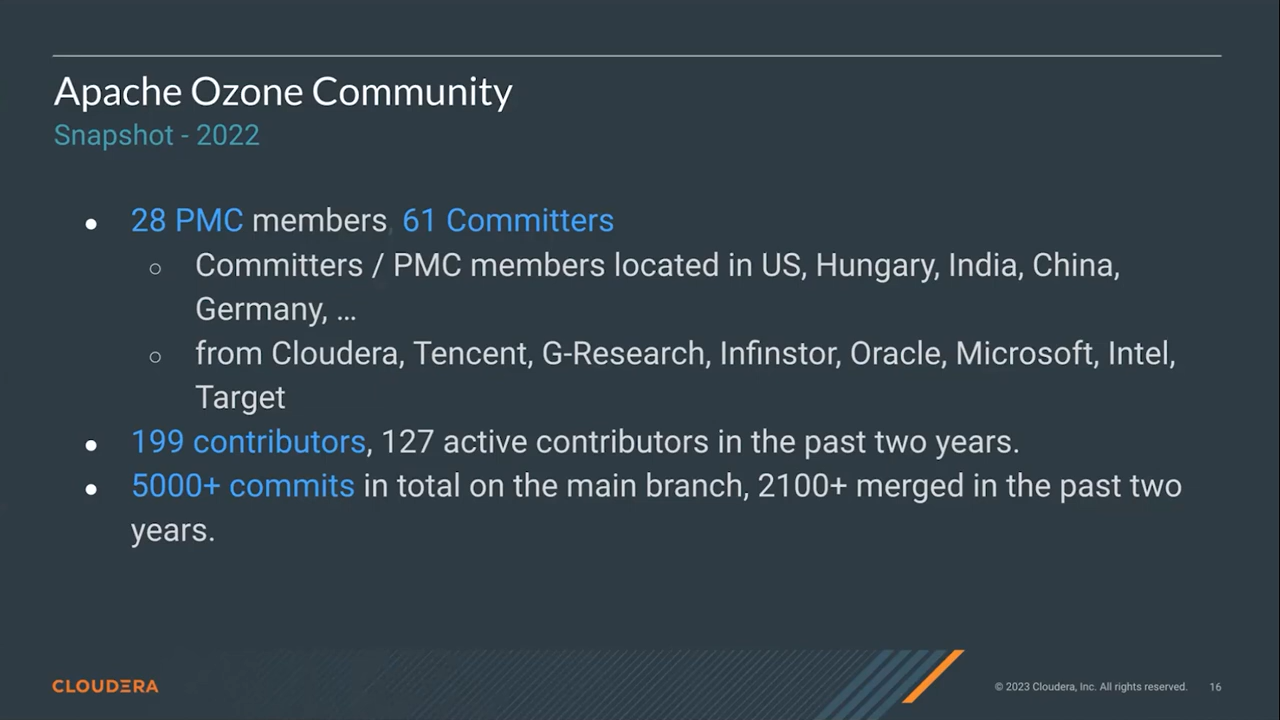 Apache Ozone Community
Snapshot - 2022
● 28 PMC members, 61 Committers
○ Committers / PMC members located in US, Hungary, India, China,
Germany, …
○ from Cloudera, Tencent, G-Research, Infinstor, Oracle, Microsoft, Intel,
Target
● 199 contributors, 127 active contributors in the past two years.
● 5000+ commits in total on the main branch, 2100+ merged in the past two
years.
CLOUDERA
© 2023 Cloudera, Inc. All rights reserved. 16